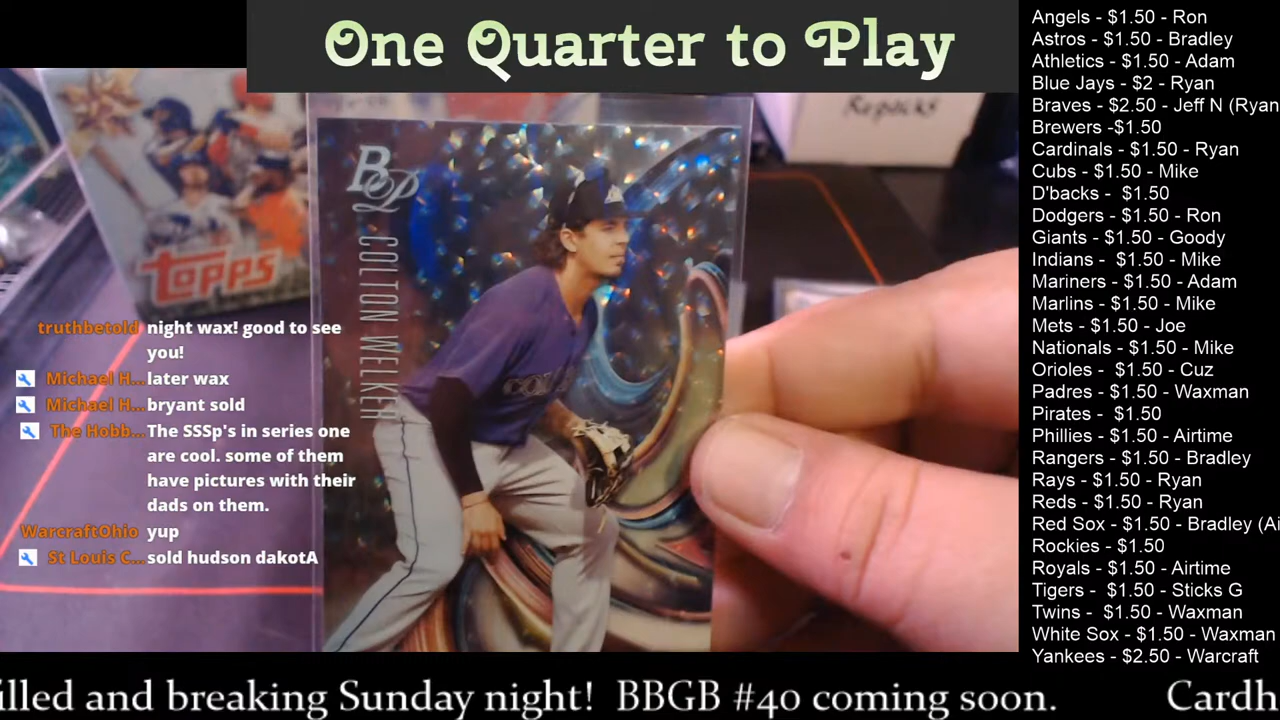 One Quarter to Play
Repacks
BP
COLTON WELKER
COL
topps
truthbetold night wax! good to see
you!
Michael H... later wax
Michael H... bryant sold
The Hobb... The SSSp's in series one
are cool. some of them
have pictures with their
dads on them.
WarcraftOhio yup
St Louis C... sold hudson dakotA
Angels - $1.50 - Ron
Astros - $1.50 - Bradley
Athletics - $1.50 - Adam
Blue Jays - $2 - Ryan
Braves - $2.50 - Jeff N (Ryan
Brewers -$1.50
Cardinals - $1.50 - Ryan
Cubs - $1.50 - Mike
D'backs - $1.50
Dodgers - $1.50 - Ron
Giants - $1.50 - Goody
Indians - $1.50 - Mike
Mariners - $1.50 - Adam
Marlins - $1.50 - Mike
Mets - $1.50 - Joe
Nationals - $1.50 - Mike
Orioles - $1.50 - Cuz
Padres - $1.50 - Waxman
Pirates - $1.50
Phillies - $1.50 - Airtime
Rangers - $1.50 - Bradley
Rays - $1.50 - Ryan
Reds - $1.50 - Ryan
Red Sox - $1.50 - Bradley (Al
Rockies - $1.50
Royals - $1.50 - Airtime
Tigers - $1.50 - Sticks G
Twins - $1.50 - Waxman
White Sox - $1.50 - Waxman
Yankees - $2.50 - Warcraft
illed and breaking Sunday night! BBGB #40 coming soon. Cardh